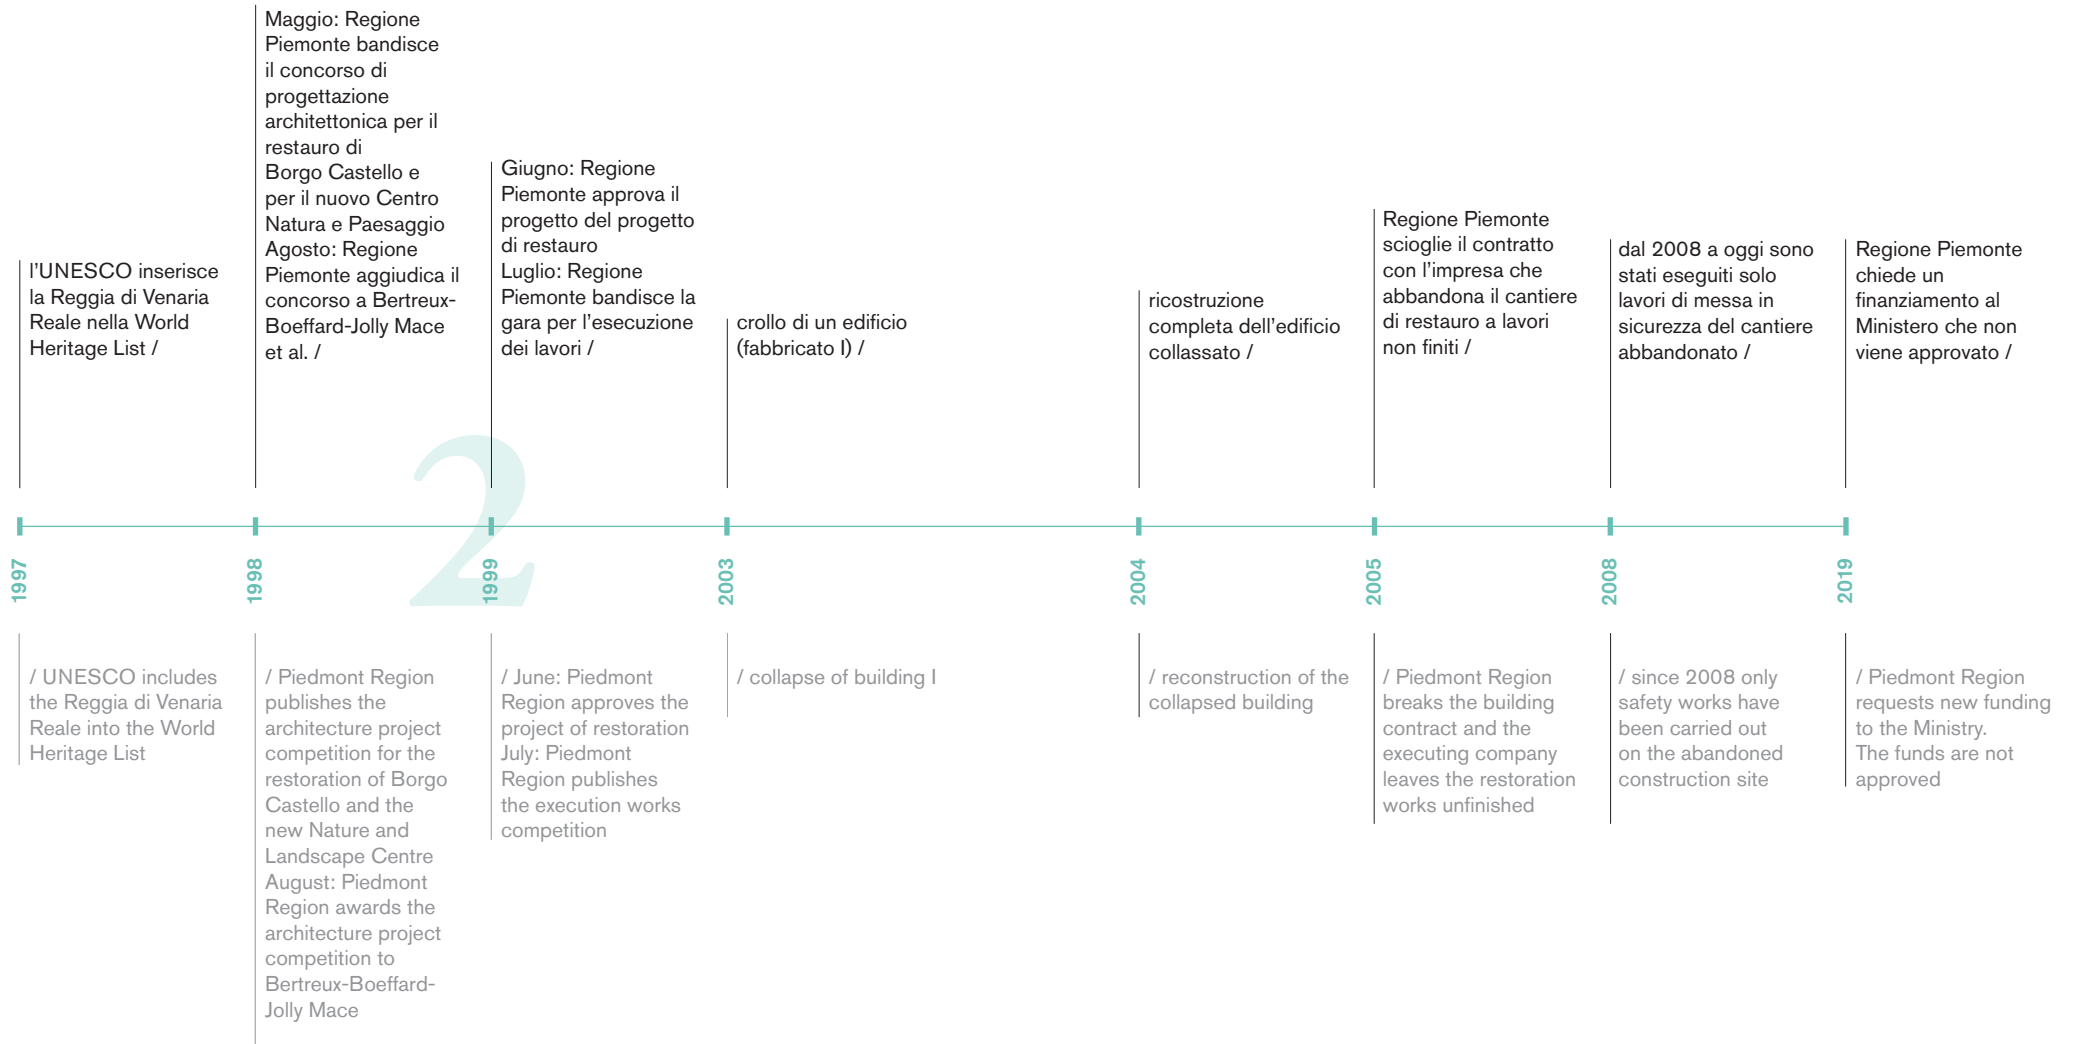 l’UNESCO inserisce
la Reggia di Venaria
Reale nella World
Heritage List /
Maggio: Regione
Piemonte bandisce
il concorso di
progettazione
architettonica per il
restauro di
Borgo Castello e
per il nuovo Centro
Natura e Paesaggio
Agosto: Regione
Piemonte aggiudica il
concorso a Bertreux-
Boeffard-Jolly Mace
et al. /
Giugno: Regione
Piemonte approva il
progetto del progetto
di restauro
Luglio: Regione
Piemonte bandisce la
gara per l’esecuzione
dei lavori /
crollo di un edificio
(fabbricato I) /
ricostruzione
completa dell’edificio
collassato /
Regione Piemonte
scioglie il contratto
con l’impresa che
abbandona il cantiere
di restauro a lavori
non finiti /
dal 2008 a oggi sono
stati eseguiti solo
lavori di messa in
sicurezza del cantiere
abbandonato /
Regione Piemonte
chiede un
finanziamento al
Ministero che non
viene approvato /
2
1997
1998
1999
2003
2004
2005
2008
2019
/ UNESCO includes
the Reggia di Venaria
Reale into the World
Heritage List
/ Piedmont Region
publishes the
architecture project
competition for the
restoration of Borgo
Castello and the
new Nature and
Landscape Centre
August: Piedmont
Region awards the
architecture project
competition to
Bertreux-Boeffard-
Jolly Mace
/ June: Piedmont
Region approves the
project of restoration
July: Piedmont
Region publishes
the execution works
competition
/ collapse of building I
/ reconstruction of the
collapsed building
/ Piedmont Region
breaks the building
contract and the
executing company
leaves the restoration
works unfinished
/ since 2008 only
safety works have
been carried out
on the abandoned
construction site
/ Piedmont Region
requests new funding
to the Ministry.
The funds are not
approved